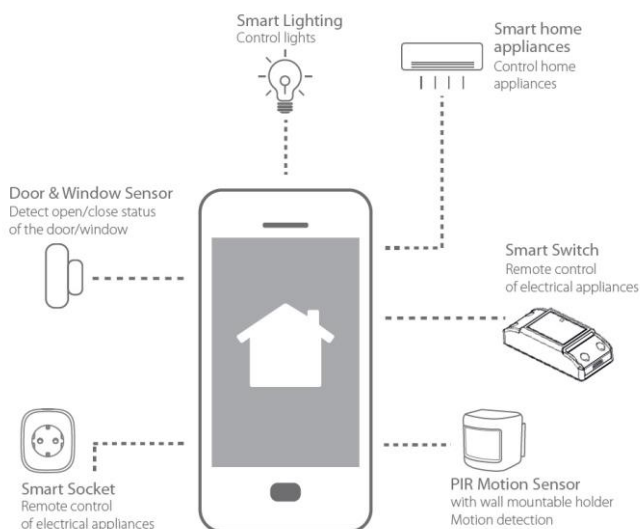 Smart Lighting
Control lights
Smart home
appliances
Control home
appliances
Door & Window Sensor
Detect open/close status
of the door/window
Smart Switch
Remote control
of electrical appliances
Smart Socket
Remote control
of electrical appliances
PIR Motion Sensor
with wall mountable holder
Motion detection